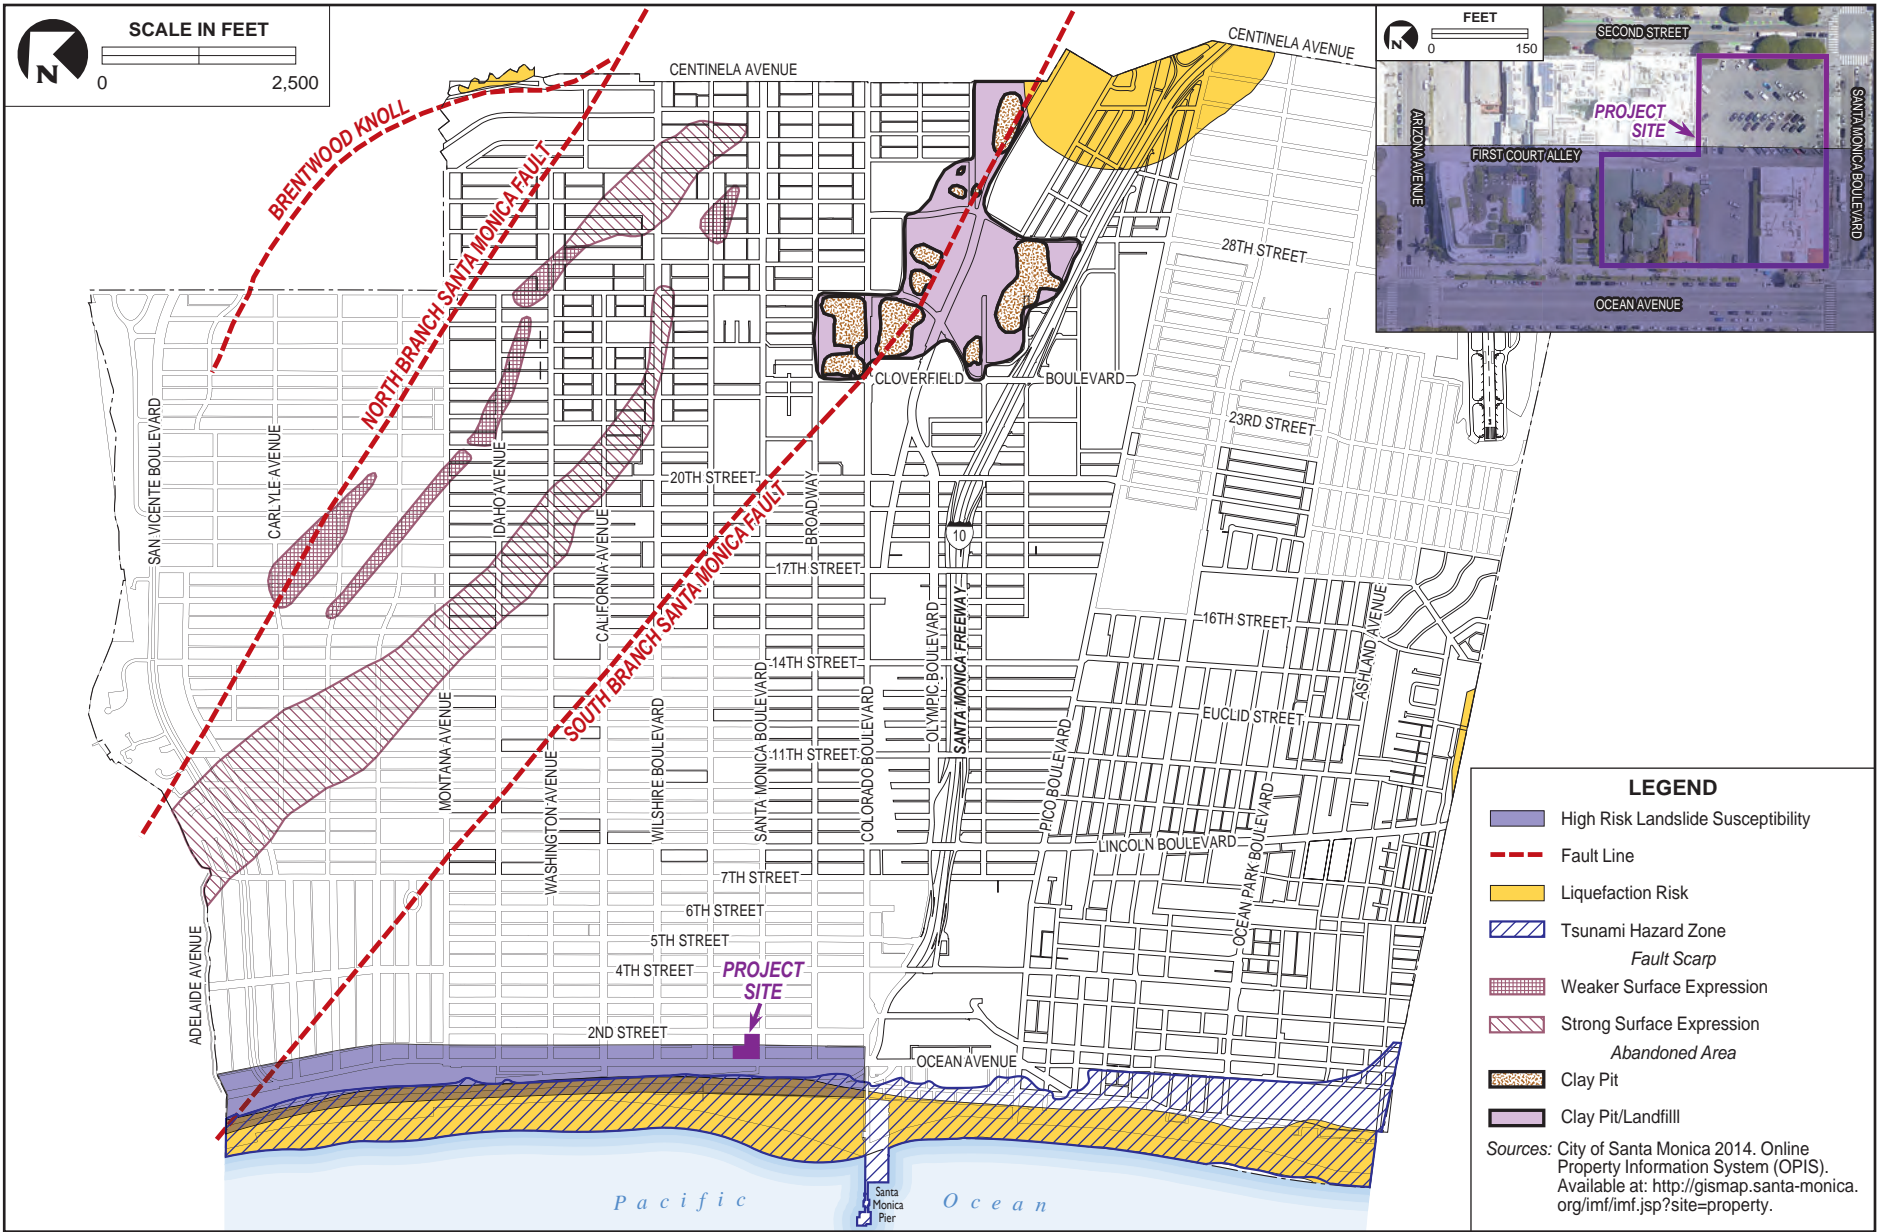 SCALE IN FEET
N
0
2,500
CENTINELA AVENUE
CENTINELA AVENUE
BRENTWOOD KNOLL
NORTH BRANCH SANTA MONICA FAULT
SOUTH BRANCH SANTA MONICA FAULT
FEET
N
0
150
SECOND STREET
PROJECT
SITE
ARIZONA AVENUE
FIRST COURT ALLEY
SANTA MONICA BOULEVARD
OCEAN AVENUE
28TH STREET
CLOVERFIELD
BOULEVARD
23RD STREET
SAN VICENTE BOULEVARD
CARLYLE AVENUE
IDAHO AVENUE
20TH STREET
BROADWAY
CALIFORNIA AVENUE
10
17TH STREET
16TH STREET
ASHLAND AVENUE
14TH STREET
OLYMPIC BOULEVARD
SANTA MONICA FREEWAY
EUCLID STREET
MONTANA AVENUE
WASHINGTON AVENUE
WILSHIRE BOULEVARD
SANTA MONICA BOULEVARD
11TH STREET
COLORADO BOULEVARD
PICO BOULEVARD
LINCOLN BOULEVARD
OCEAN PARK BOULEVARD
7TH STREET
6TH STREET
5TH STREET
4TH STREET
PROJECT
SITE
ADELAIDE AVENUE
2ND STREET
OCEAN AVENUE
Pacific Ocean
Santa
Monica
Pier
LEGEND
High Risk Landslide Susceptibility
Fault Line
Liquefaction Risk
Tsunami Hazard Zone
Fault Scarp
Weaker Surface Expression
Strong Surface Expression
Abandoned Area
Clay Pit
Clay Pit/Landfilll
Sources: City of Santa Monica 2014. Online
Property Information System (OPIS).
Available at: http://gismap.santa-monica.
org/imf/imf.jsp?site=property.